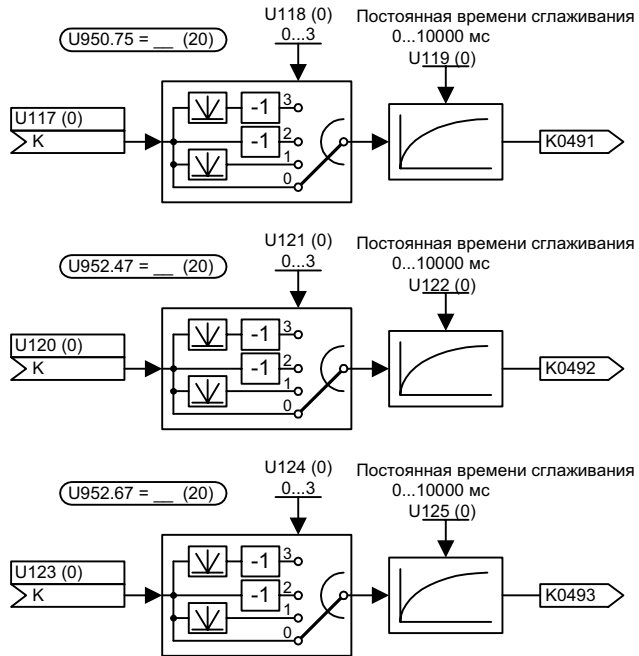 U118 (0)
0...3
Постоянная времени сглаживания
0...10000 мс
U119 (0)
U950.75 = __ (20)
U117 (0)
K
-1
3
-1
2
1
0
K0491
U121 (0)
0...3
Постоянная времени сглаживания
0...10000 мс
U122 (0)
U952.47 = __ (20)
U120 (0)
K
-1
3
-1
2
1
0
K0492
U124 (0)
0...3
Постоянная времени сглаживания
0...10000 мс
U125 (0)
U952.67 = __ (20)
U123 (0)
K
-1
3
-1
2
1
0
K0493